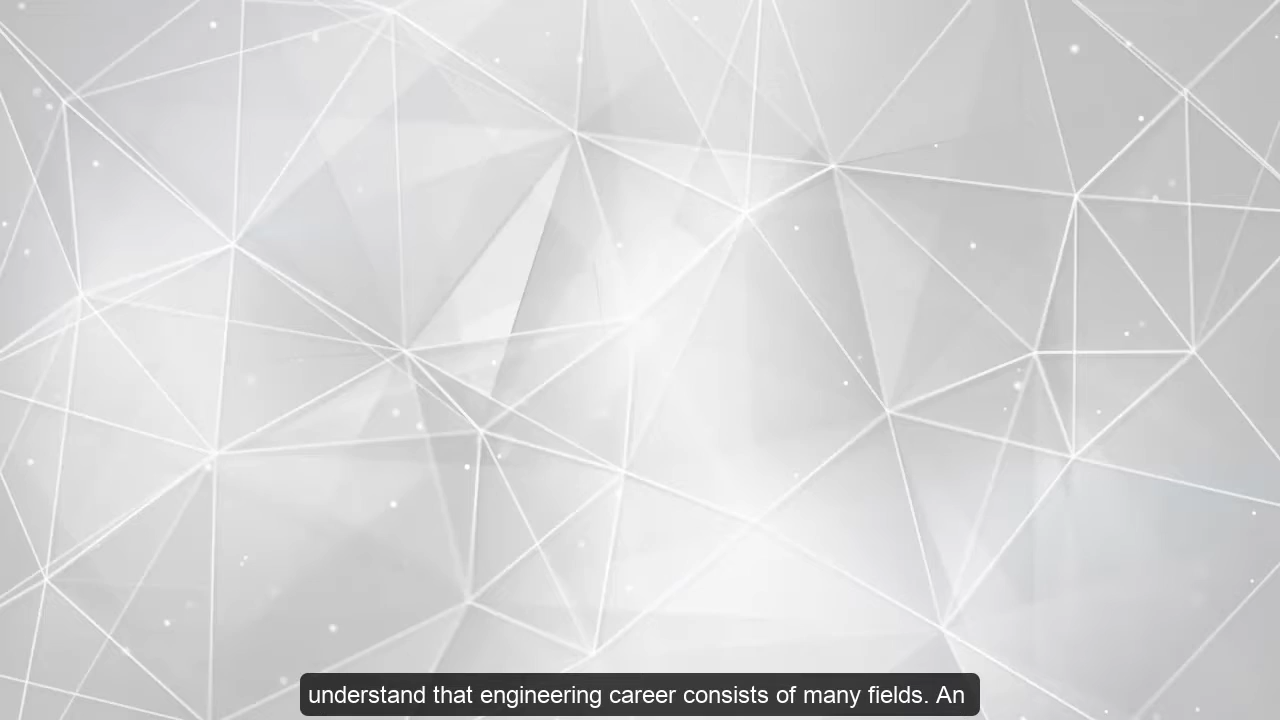 understand that engineering career consists of many fields. An